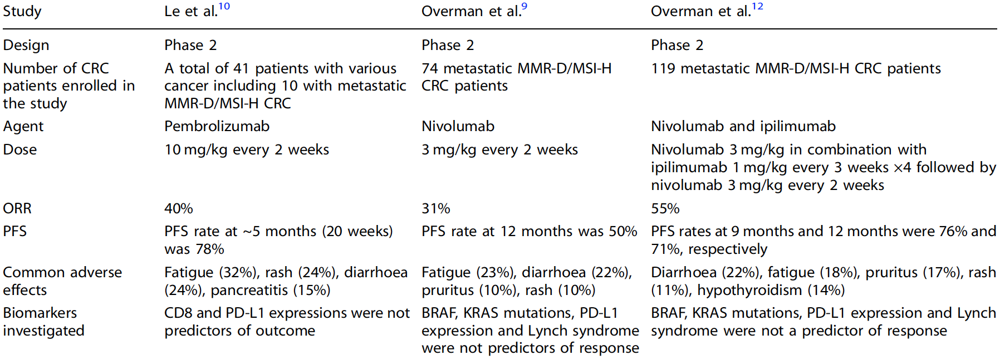 Study Le et al.10 Overman et al.9 Overman et al.12
Design Phase 2 Phase 2 Phase 2
Number of CRC A total of 41 patients with various 74 metastatic MMR-D/MSI-H 119 metastatic MMR-D/MSI-H CRC patients
patients enrolled in cancer including 10 with metastatic CRC patients
the study MMR-D/MSI-H CRC
Agent Pembrolizumab Nivolumab Nivolumab and ipilimumab
Dose 10 mg/kg every 2 weeks 3 mg/kg every 2 weeks Nivolumab 3 mg/kg in combination with
ipilimumab 1 mg/kg every 3 weeks ×4 followed by
nivolumab 3 mg/kg every 2 weeks
ORR 40% 31% 55%
PFS PFS rate at ~5 months (20 weeks) PFS rate at 12 months was 50% PFS rates at 9 months and 12 months were 76% and
was 78% 71%, respectively
Common adverse Fatigue (32%), rash (24%), diarrhoea Fatigue (23%), diarrhoea (22%), Diarrhoea (22%), fatigue (18%), pruritus (17%), rash
effects (24%), pancreatitis (15%) pruritus (10%), rash (10%) (11%), hypothyroidism (14%)
Biomarkers CD8 and PD-L1 expressions were not BRAF, KRAS mutations, PD-L1 BRAF, KRAS mutations, PD-L1 expression and Lynch
investigated predictors of outcome expression and Lynch syndrome syndrome were not a predictor of response
were not predictors of response